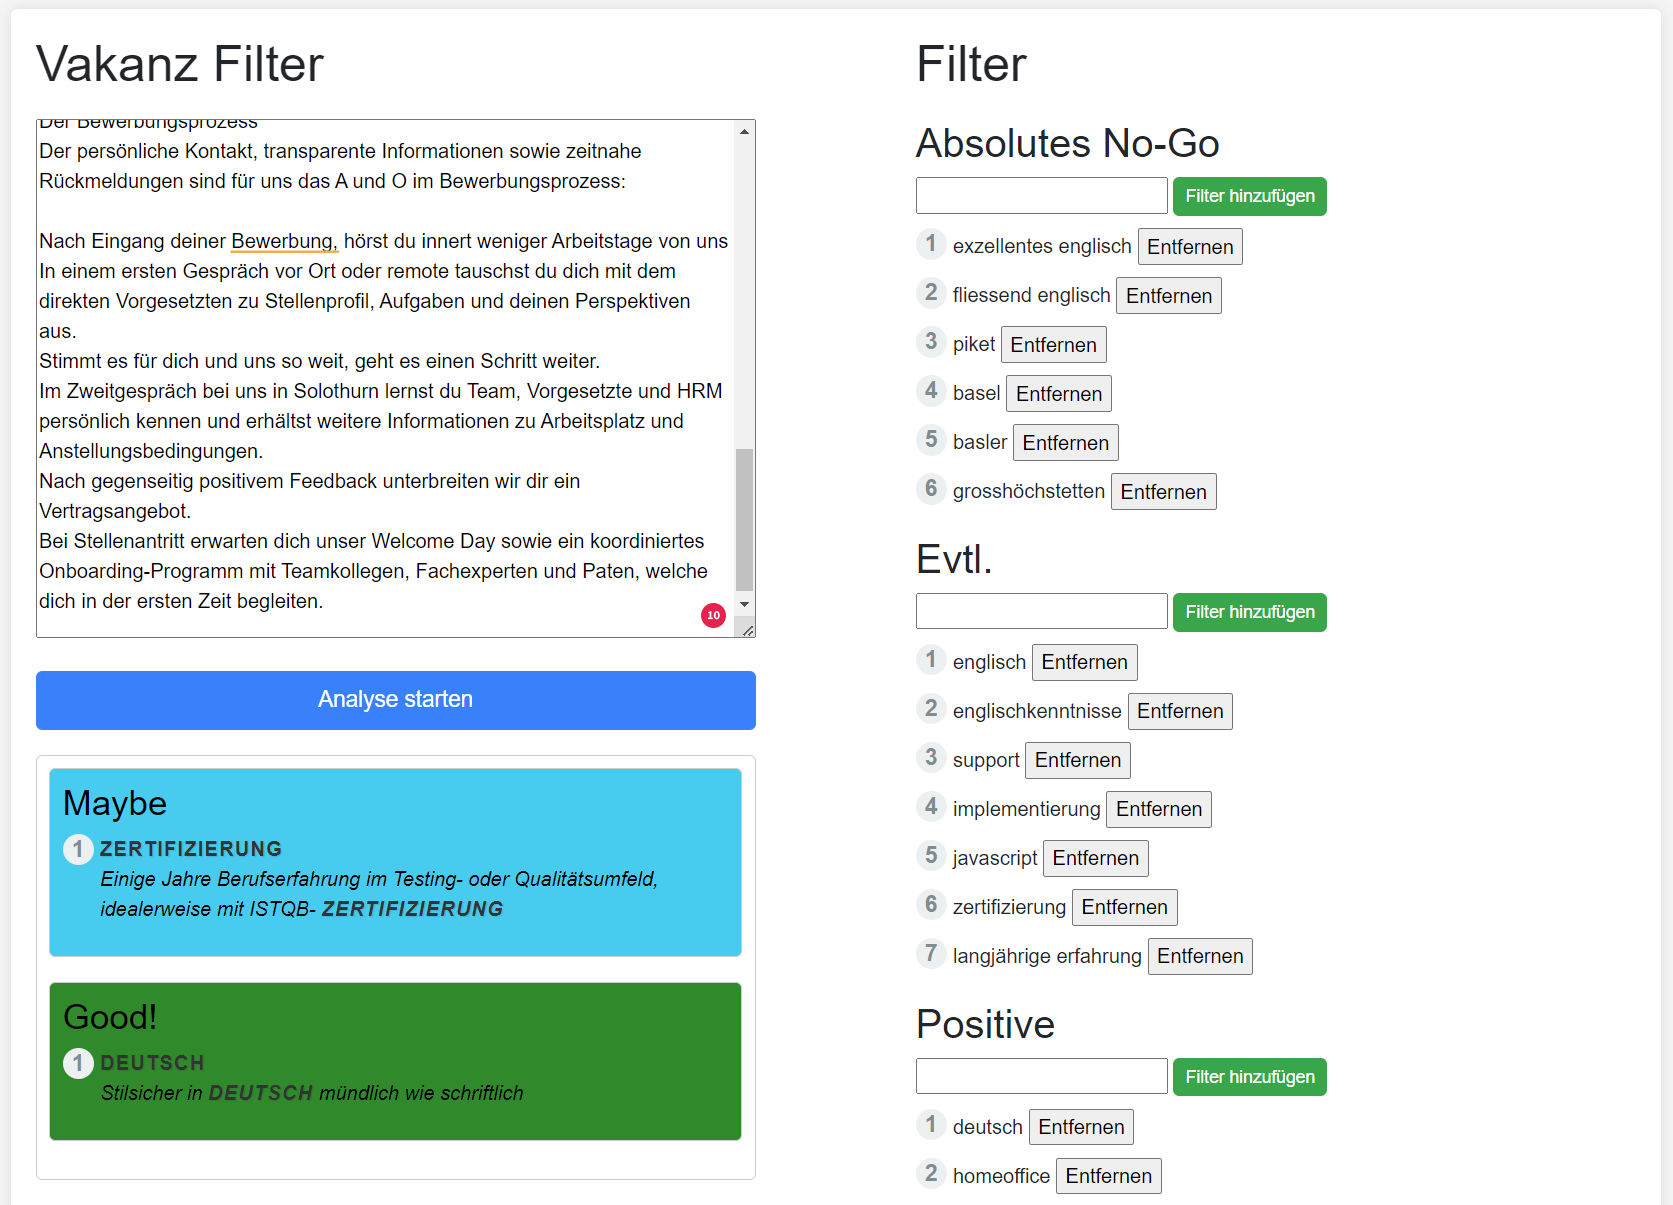 Vakanz Filter
Der Bewerbungsprozess
Der persönliche Kontakt, transparente Informationen sowie zeitnahe
Rückmeldungen sind für uns das A und O im Bewerbungsprozess:
Nach Eingang deiner Bewerbung, hörst du innert weniger Arbeitstage von uns
In einem ersten Gespräch vor Ort oder remote tauschst du dich mit dem
direkten Vorgesetzten zu Stellenprofil, Aufgaben und deinen Perspektiven
aus.
Stimmt es für dich und uns so weit, geht es einen Schritt weiter.
Im Zweitgespräch bei uns in Solothurn lernst du Team, Vorgesetzte und HRM
persönlich kennen und erhältst weitere Informationen zu Arbeitsplatz und
Anstellungsbedingungen.
Nach gegenseitig positivem Feedback unterbreiten wir dir ein
Vertragsangebot.
Bei Stellenantritt erwarten dich unser Welcome Day sowie ein koordiniertes
Onboarding-Programm mit Teamkollegen, Fachexperten und Paten, welche
dich in der ersten Zeit begleiten.
10
Analyse starten
Maybe
1 ZERTIFIZIERUNG
Einige Jahre Berufserfahrung im Testing- oder Qualitätsumfeld,
idealerweise mit ISTQB- ZERTIFIZIERUNG
Good!
1 DEUTSCH
Stilsicher in DEUTSCH mündlich wie schriftlich
Filter
Absolutes No-Go
Filter hinzufügen
1 exzellentes englisch Entfernen
2 fliessend englisch Entfernen
3 piket Entfernen
4 basel Entfernen
5 basler Entfernen
6 grosshöchstetten Entfernen
Evtl.
Filter hinzufügen
1 englisch Entfernen
2 englischkenntnisse Entfernen
3 support Entfernen
4 implementierung Entfernen
5 javascript Entfernen
6 zertifizierung Entfernen
7 langjährige erfahrung Entfernen
Positive
Filter hinzufügen
1 deutsch Entfernen
2 homeoffice Entfernen